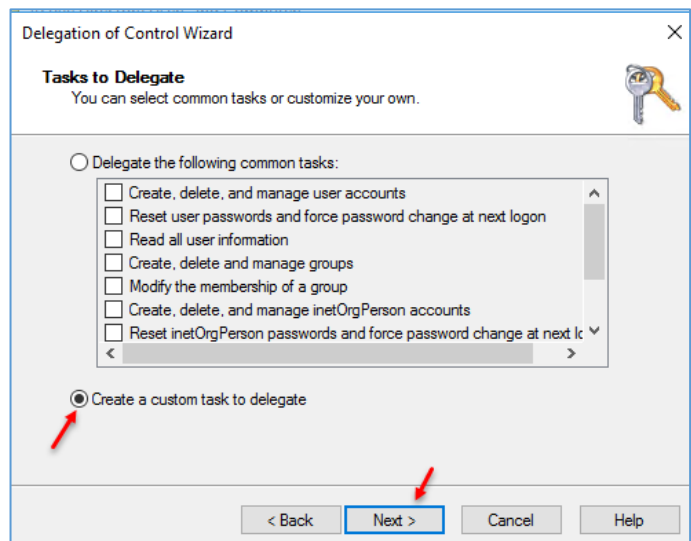 Delegation of Control Wizard
Tasks to Delegate
You can select common tasks or customize your own.
Delegate the following common tasks:
Create, delete, and manage user accounts
Reset user passwords and force password change at next logon
Read all user information
Create, delete and manage groups
Modify the membership of a group
Create, delete, and manage inetOrgPerson accounts
Reset inetOrgPerson passwords and force password change at next
Create a custom task to delegate
< Back Next > Cancel Help